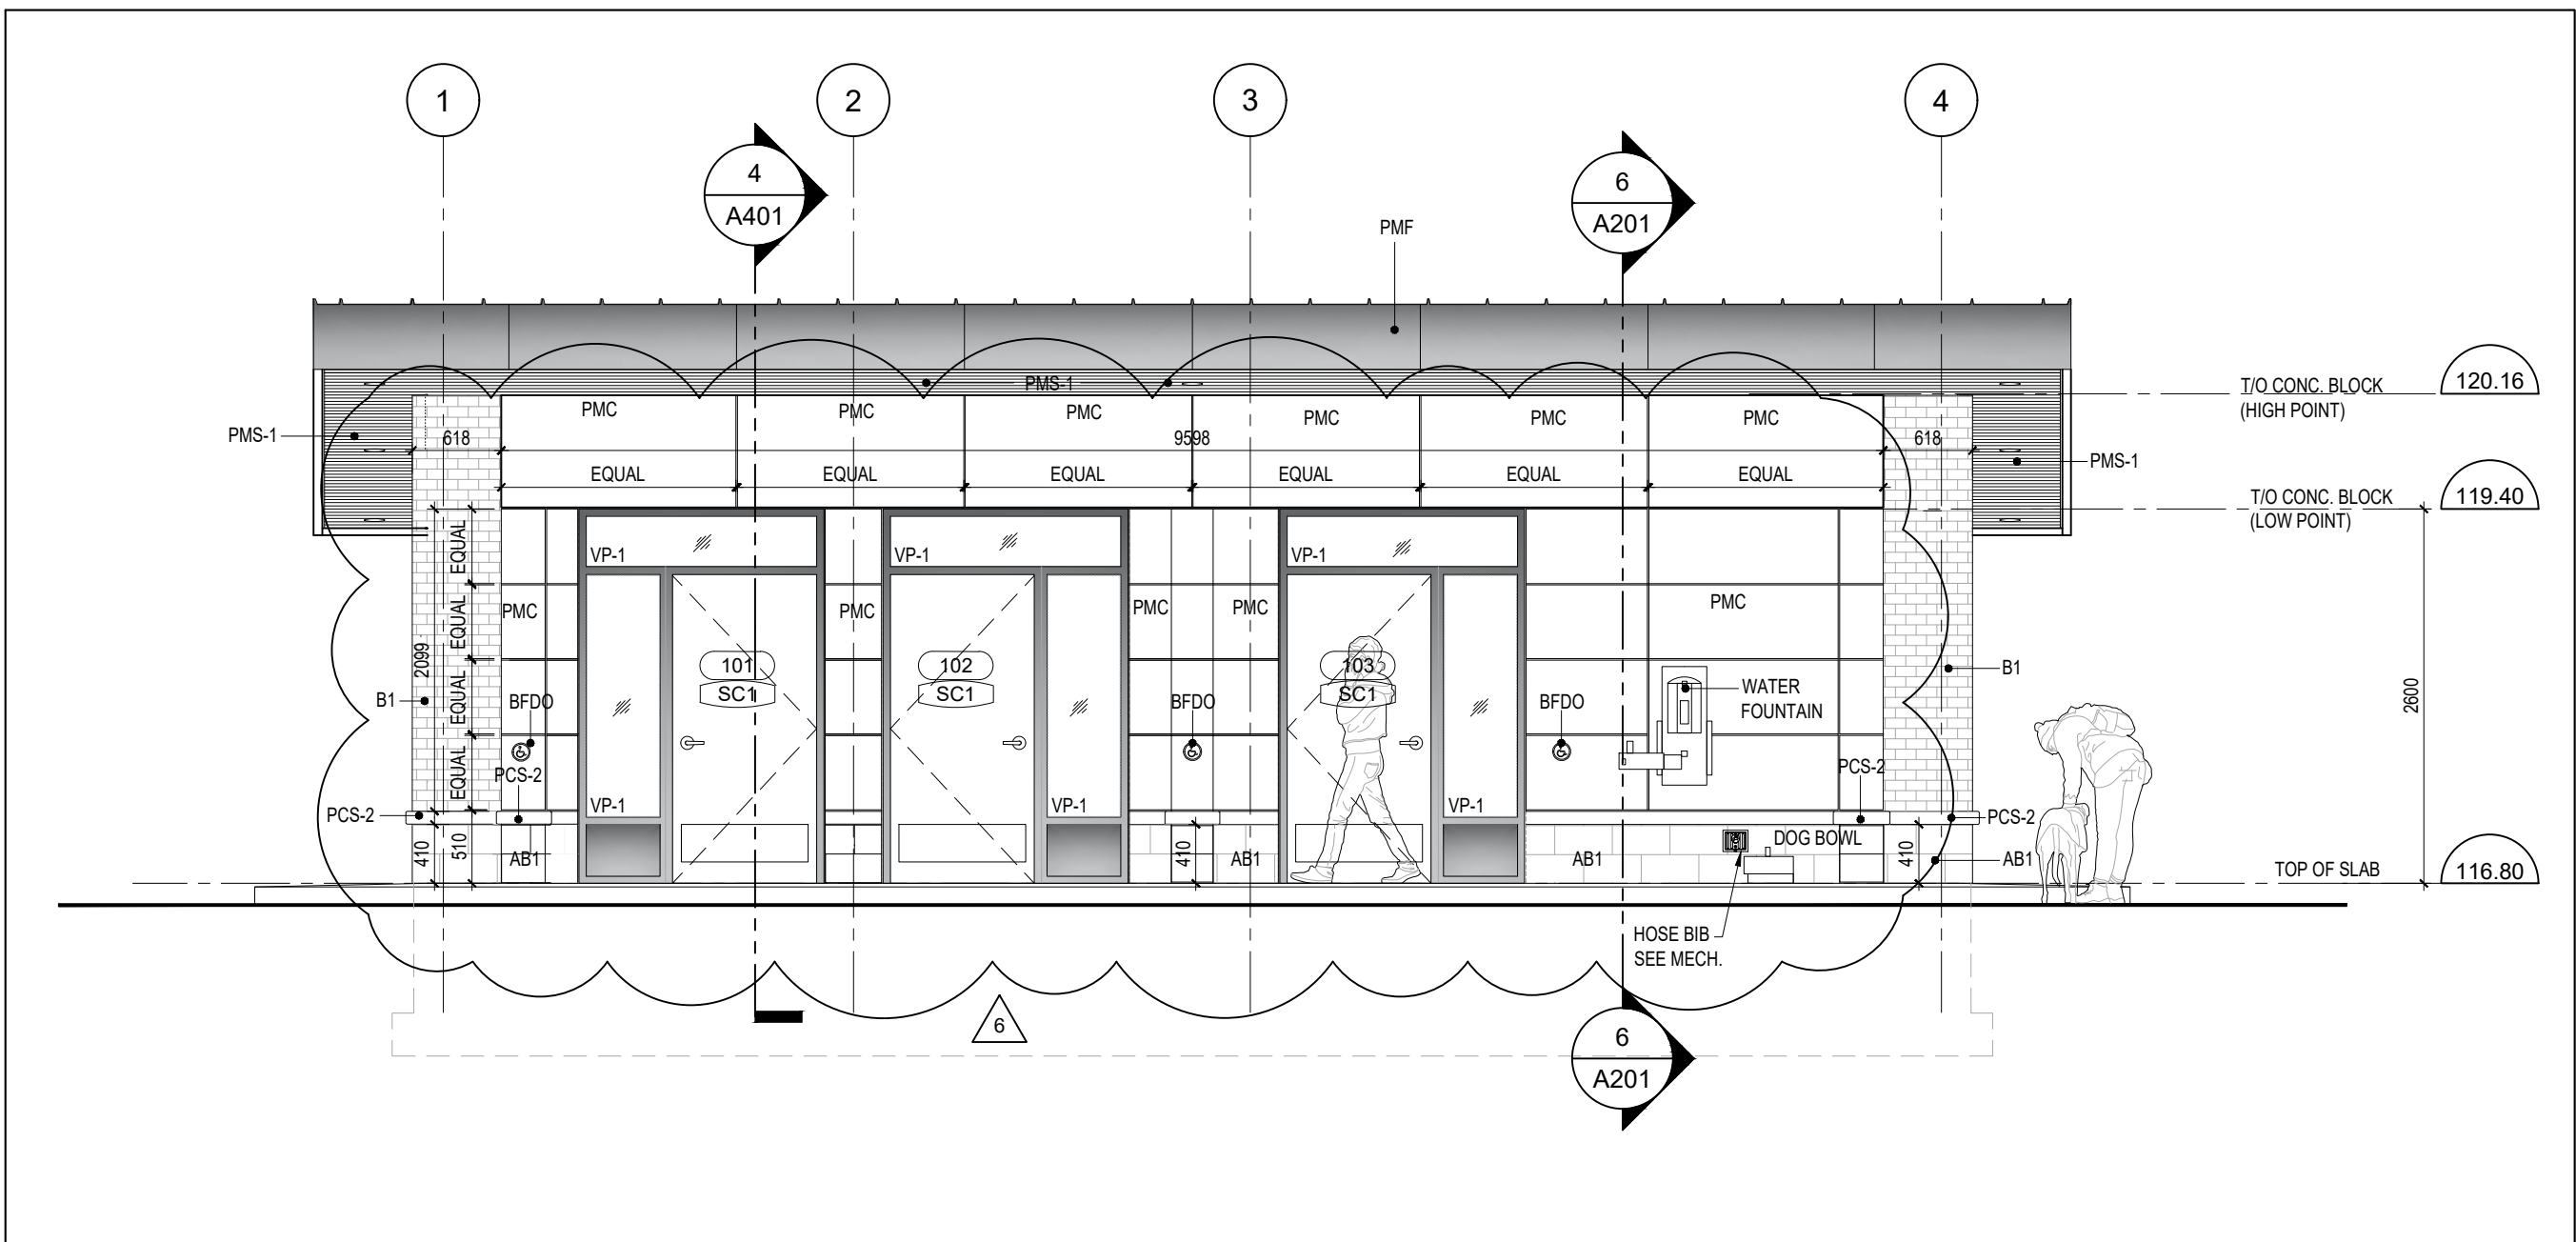 1
2
3
4
4
A401
6
A201
PMF
PMS-1
T/O CONC. BLOCK
(HIGH POINT)
120.16
PMC
PMC
PMC
PMC
PMC
PMC
PMS-1
618
9598
618
PMS-1
EQUAL
EQUAL
EQUAL
EQUAL
EQUAL
EQUAL
T/O CONC. BLOCK
(LOW POINT)
119.40
EQUAL
EQUAL
EQUAL
EQUAL
2099
VP-1
VP-1
VP-1
PMC
PMC
PMC
PMC
PMC
101
SC1
102
SC1
103
SC1
B1
B1
BFDO
BFDO
BFDO
WATER
FOUNTAIN
2600
PCS-2
PCS-2
PCS-2
PCS-2
VP-1
VP-1
VP-1
410
510
AB1
410
AB1
AB1
DOG BOWL
410
AB1
TOP OF SLAB
116.80
HOSE BIB
SEE MECH.
6
6
A201